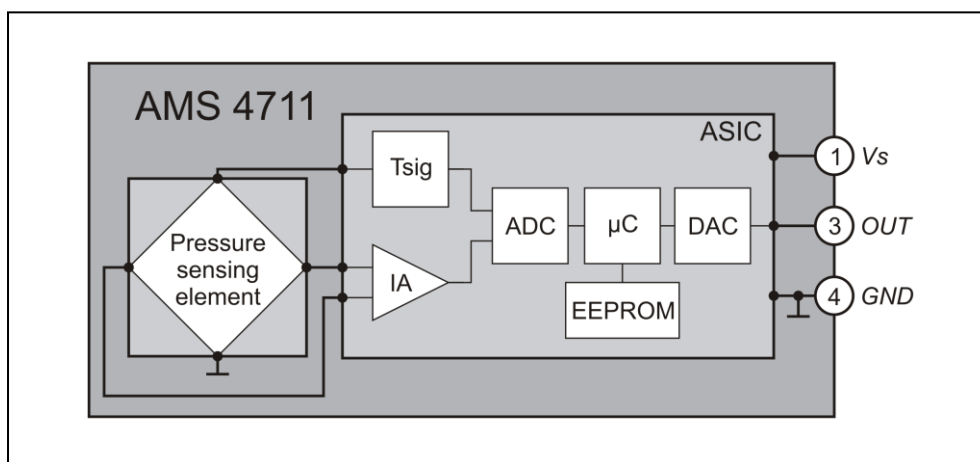 AMS 4711
ASIC
Tsig
1 Vs
Pressure
sensing
element
IA
ADC
µC
DAC
3 OUT
EEPROM
4 GND